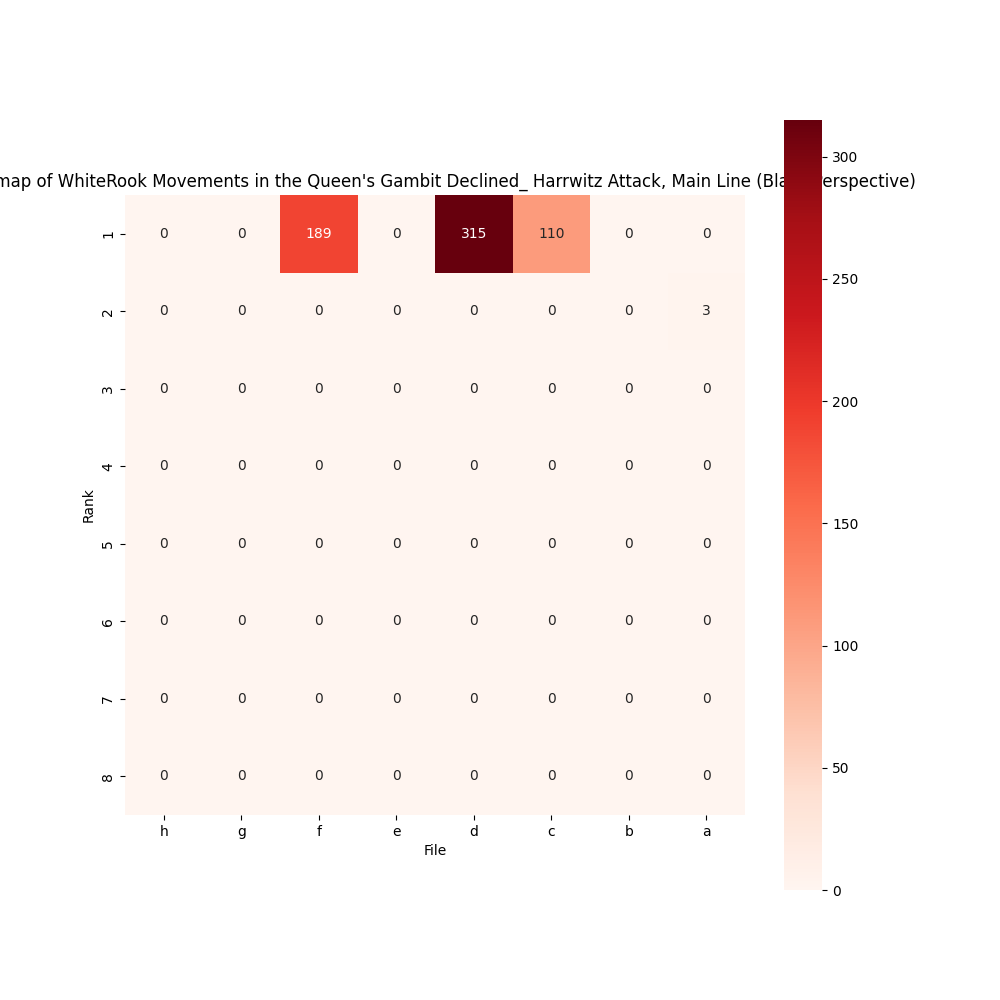 map of WhiteRook Movements in the Queen's Gambit Declined_ Harrwitz Attack, Main Line (Bla erspective)
1 0 0 189 0 315 110 0 0
2 0 0 0 0 0 0 0 3
3 0 0 0 0 0 0 0 0
4 0 0 0 0 0 0 0 0
5 0 0 0 0 0 0 0 0
6 0 0 0 0 0 0 0 0
7 0 0 0 0 0 0 0 0
8 0 0 0 0 0 0 0 0
Rank
h g f e d c b a
File
300
250
200
150
100
50
0